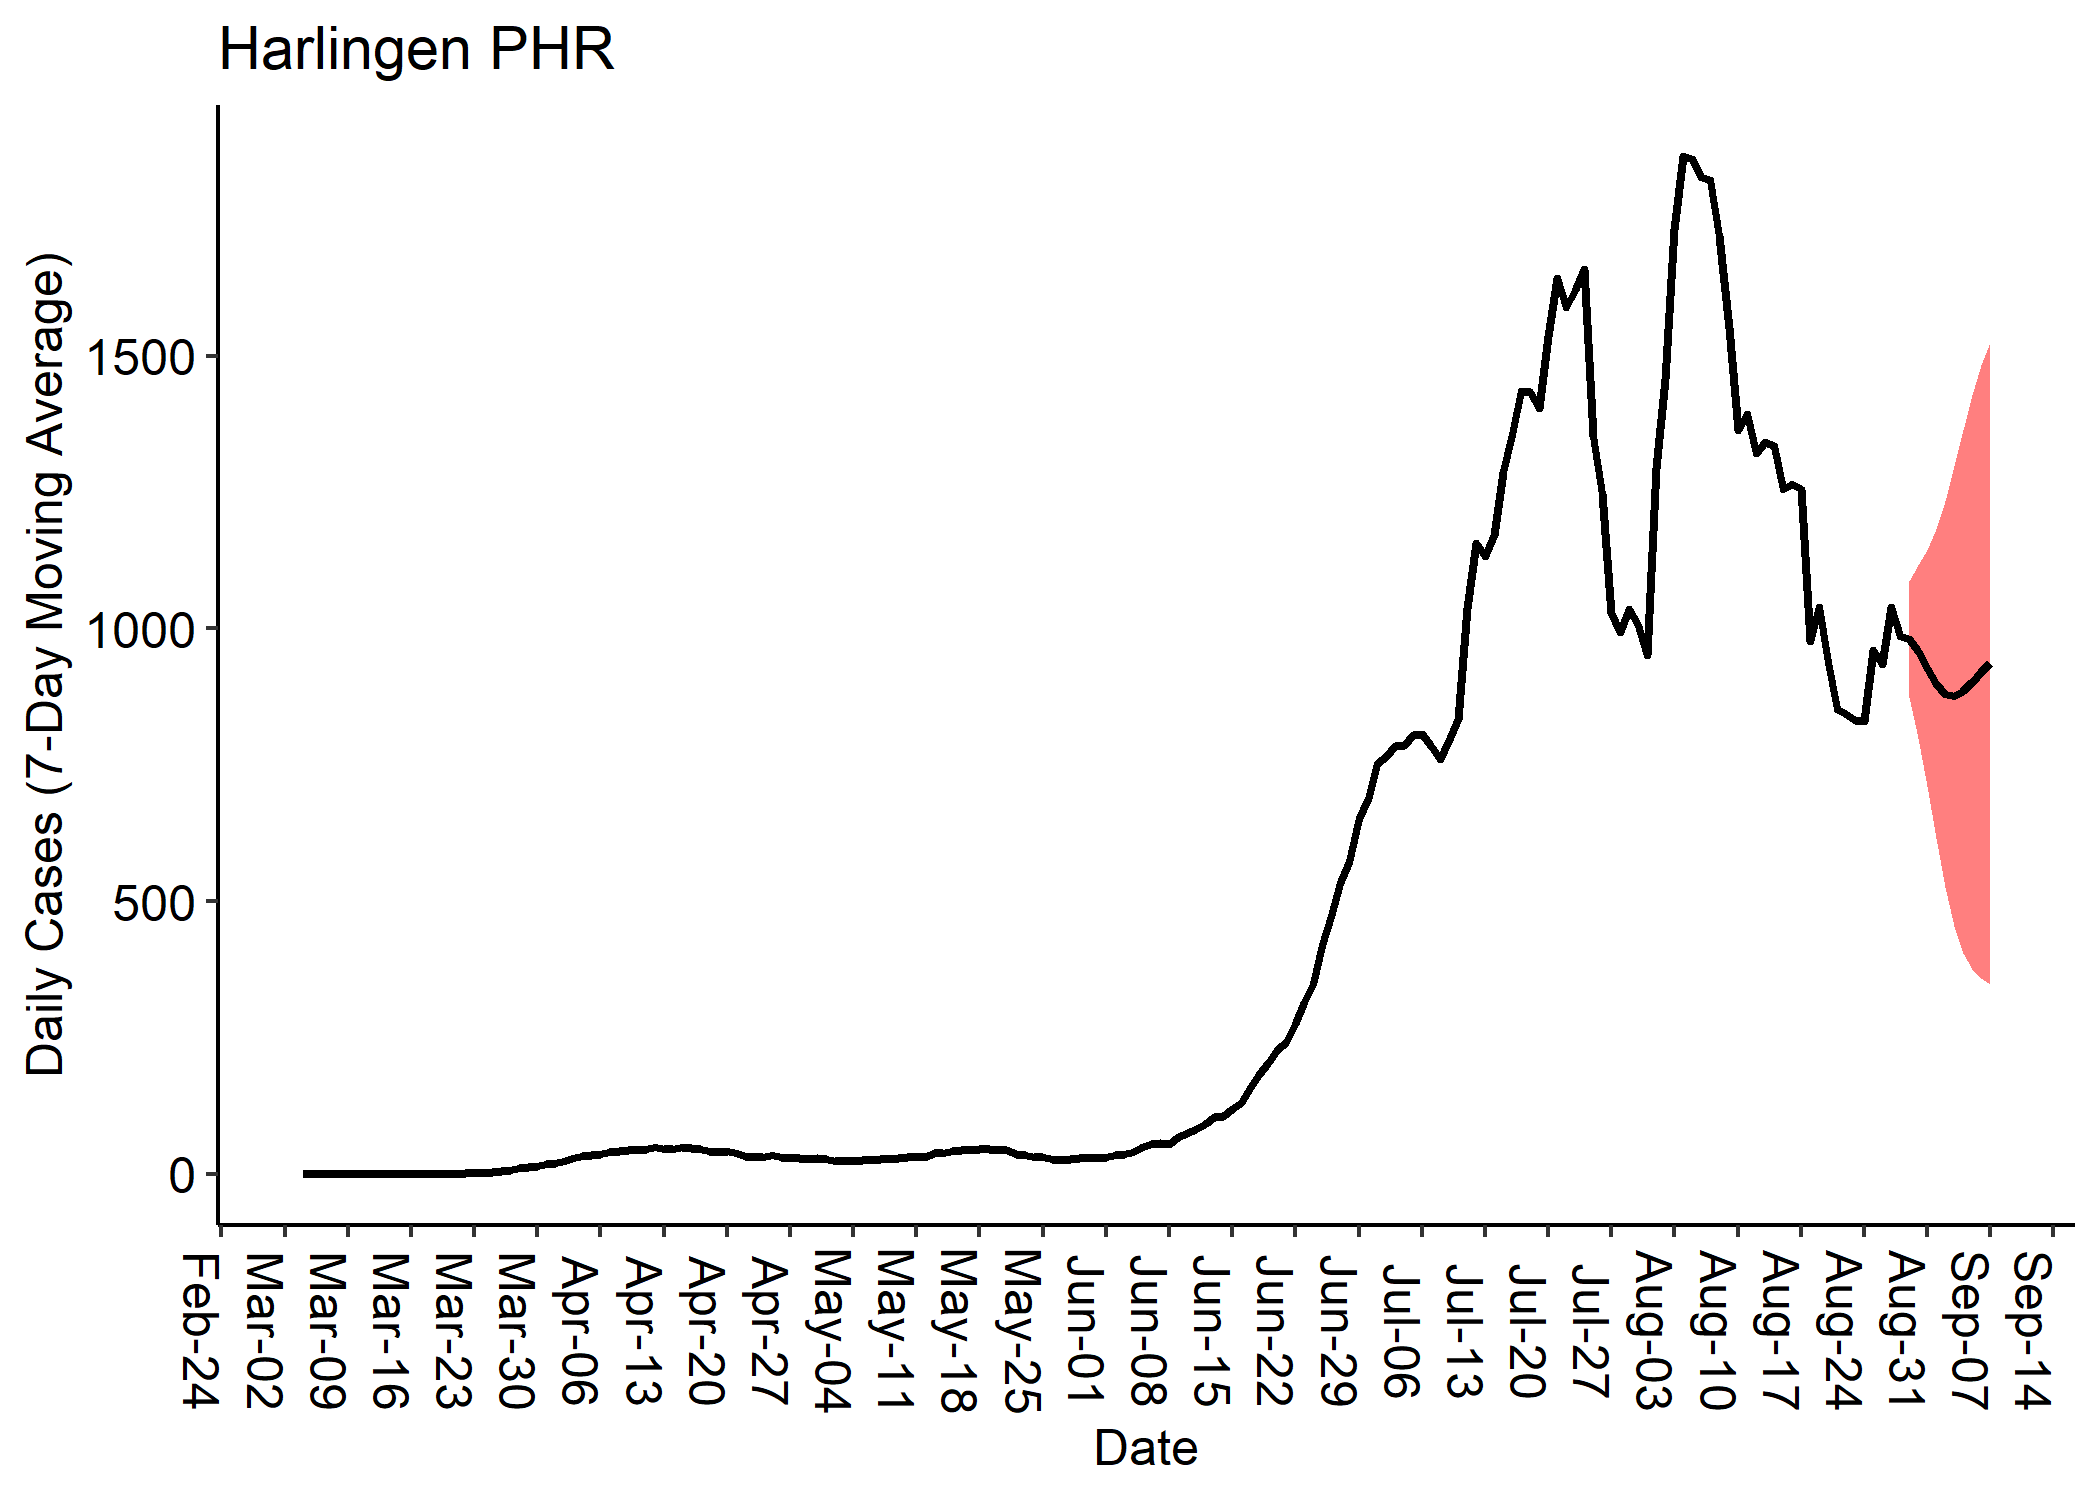 Harlingen PHR
Daily Cases (7-Day Moving Average)
1500
1000
500
0
Feb-24
Mar-02
Mar-09
Mar-16
Mar-23
Mar-30
Apr-06
Apr-13
Apr-20
Apr-27
May-04
May-11
May-18
May-25
Jun-01
Jun-08
Jun-15
Jun-22
Jun-29
Jul-06
Jul-13
Jul-20
Jul-27
Aug-03
Aug-10
Aug-17
Aug-24
Aug-31
Sep-07
Sep-14
Date